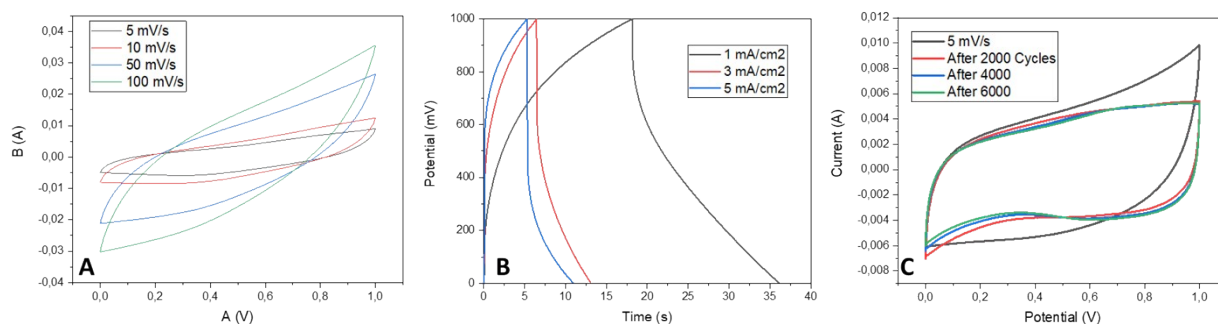 0,04
0,03
0,02
0,01
0,00
-0,01
-0,02
-0,03
-0,04
B (A)
5 mV/s
10 mV/s
50 mV/s
100 mV/s
A
0,0 0,2 0,4 0,6 0,8 1,0
A (V)
1000
800
600
400
200
0
Potential (mV)
1 mA/cm2
3 mA/cm2
5 mA/cm2
B
0 5 10 15 20 25 30 35 40
Time (s)
0,012
0,010
0,008
0,006
0,004
0,002
0,000
-0,002
-0,004
-0,006
-0,008
Current (A)
5 mV/s
After 2000 Cycles
After 4000
After 6000
C
0,0 0,2 0,4 0,6 0,8 1,0
Potential (V)